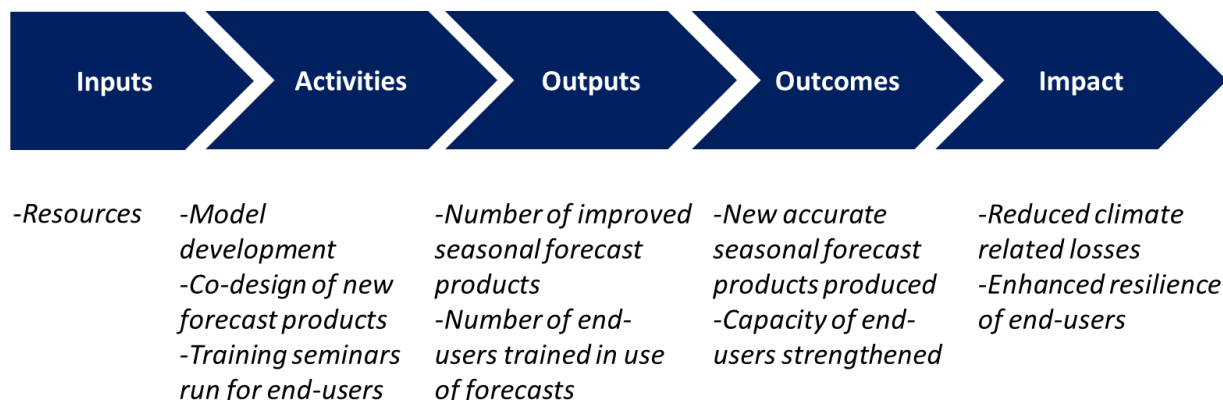 Inputs
Activities
Outputs
Outcomes
Impact
-Resources
-Model
development
-Co-design of new
forecast products
-Training seminars
run for end-users
-Number of improved
seasonal forecast
products
-Number of end-
users trained in use
of forecasts
-New accurate
seasonal forecast
products produced
-Capacity of end-
users strengthened
-Reduced climate
related losses
-Enhanced resilience
of end-users